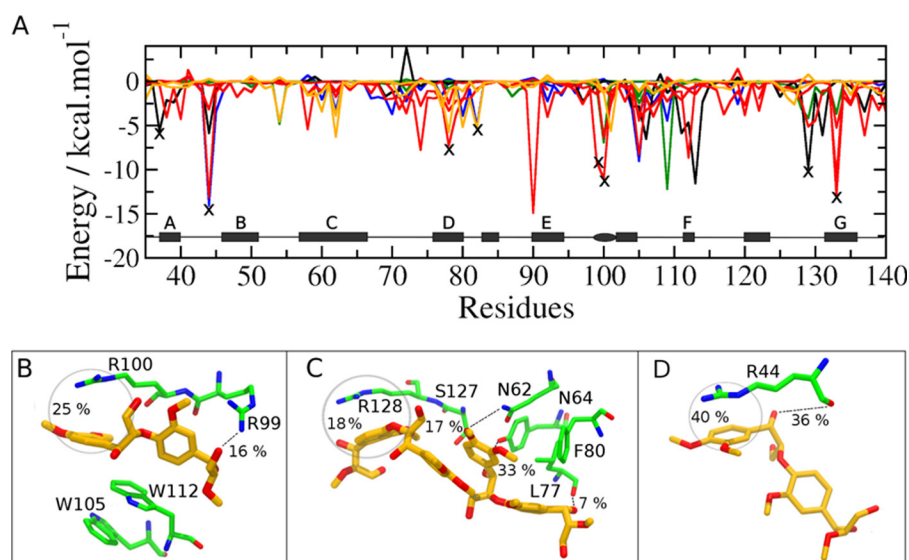 A
Energy / kcal.mol⁻¹
0
-5
-10
-15
-20
X X X X X X X X
A B C D E F G
40 50 60 70 80 90 100 110 120 130 140
Residues
B
R100
25 %
R99
16 %
W112
W105
C
S127
N62
R128
N64
18%
17 %
F80
33 %
L77
7 %
D
R44
40 %
36 %